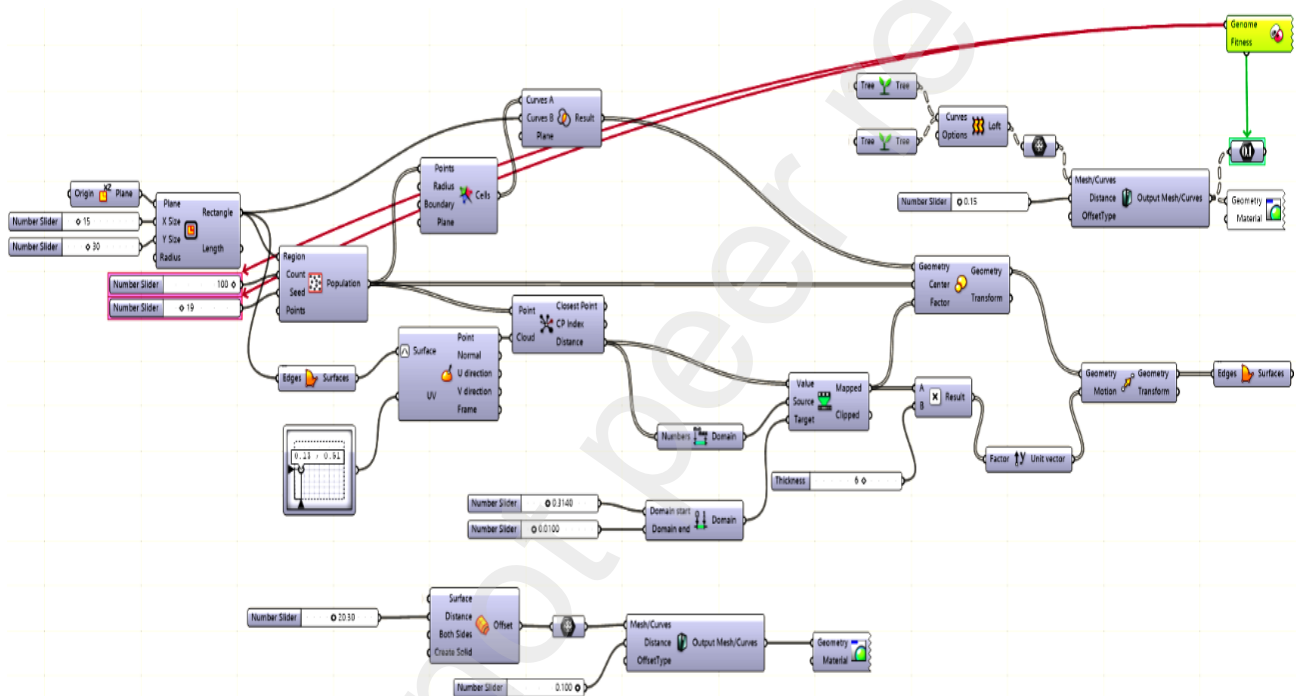 Genome
Fitness
Tree Tree
Curves
Options
Loft
Tree Tree
Curves A
Curves B
Plane
Result
Points
Radius
Boundary
Plane
Cells
Mesh/Curves
Distance
OffsetType
Output Mesh/Curves
0.1
Geometry
Material
Number Slider 0.15
Origin XZ Plane
Number Slider 15
Number Slider 30
Plane
X Size
Y Size
Radius
Rectangle
Length
Number Slider 100
Number Slider 19
Region
Count
Seed
Points
Population
Geometry
Center
Factor
Geometry
Transform
Point
Cloud
Closest Point
CP Index
Distance
Surface
UV
Point
Normal
U direction
V direction
Frame
Edges Surfaces
Value
Source
Target
Mapped
Clipped
A
B
Result
Geometry
Motion
Geometry
Transform
Edges Surfaces
Numbers Domain
Factor y Unit vector
Thickness 6
Number Slider 0.3140
Number Slider 0.0100
Domain start
Domain end
Domain
Number Slider 20.30
Surface
Distance
Both Sides
Create Solid
Offset
Mesh/Curves
Distance
OffsetType
Output Mesh/Curves
Geometry
Material
Number Slider 0.100
not peer re